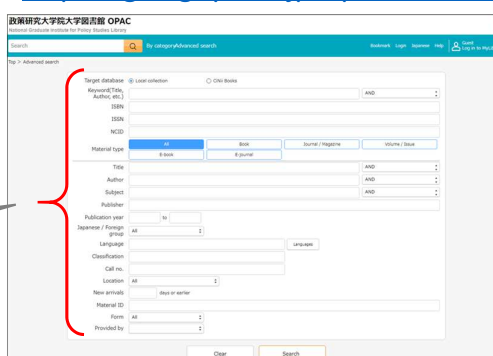 政策研究大学院大学図書館 OPAC
National Graduate Institute for Policy Studies Library
Search
By category
Advanced search
Bookmark Login Japanese Help
Guest
Log in to MyLi
Top > Advanced search
Target database Local collection CiNii Books
Keyword(Title, Author, etc.) AND
ISBN
ISSN
NCID
Material type All Book Journal / Magazine Volume / Issue
E-book E-journal
Title AND
Author AND
Subject AND
Publisher
Publication year to
Japanese / Foreign group All
Language Languages
Classification
Call no.
Location All
New arrivals days or earlier
Material ID
Form All
Provided by
Clear Search